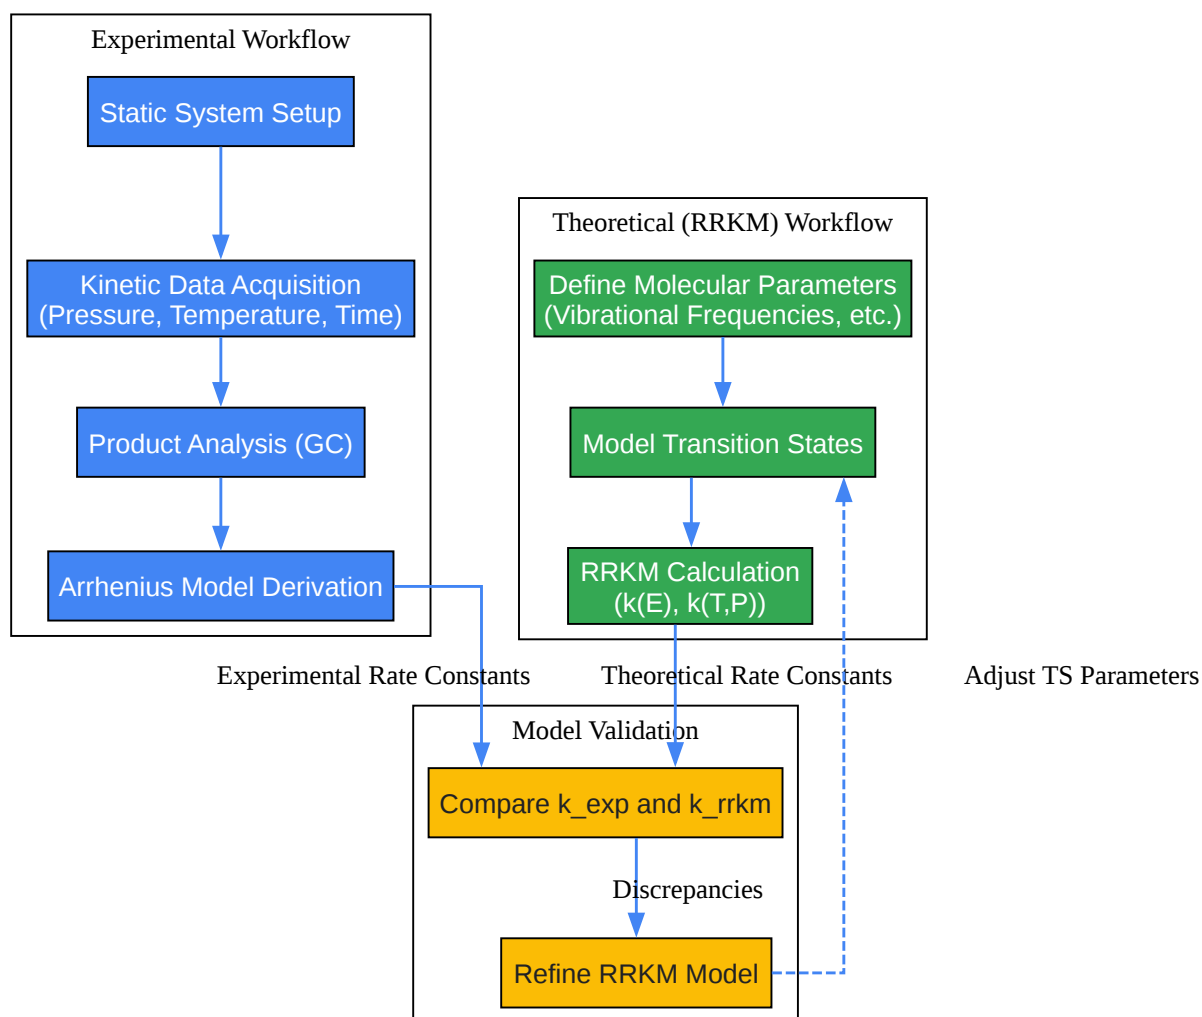 Experimental Workflow
Static System Setup
Kinetic Data Acquisition
(Pressure, Temperature, Time)
Product Analysis (GC)
Arrhenius Model Derivation
Theoretical (RRKM) Workflow
Define Molecular Parameters
(Vibrational Frequencies, etc.)
Model Transition States
RRKM Calculation
(k(E), k(T,P))
Experimental Rate Constants
Theoretical Rate Constants
Adjust TS Parameters
Model Validation
Compare k_exp and k_rrkm
Discrepancies
Refine RRKM Model